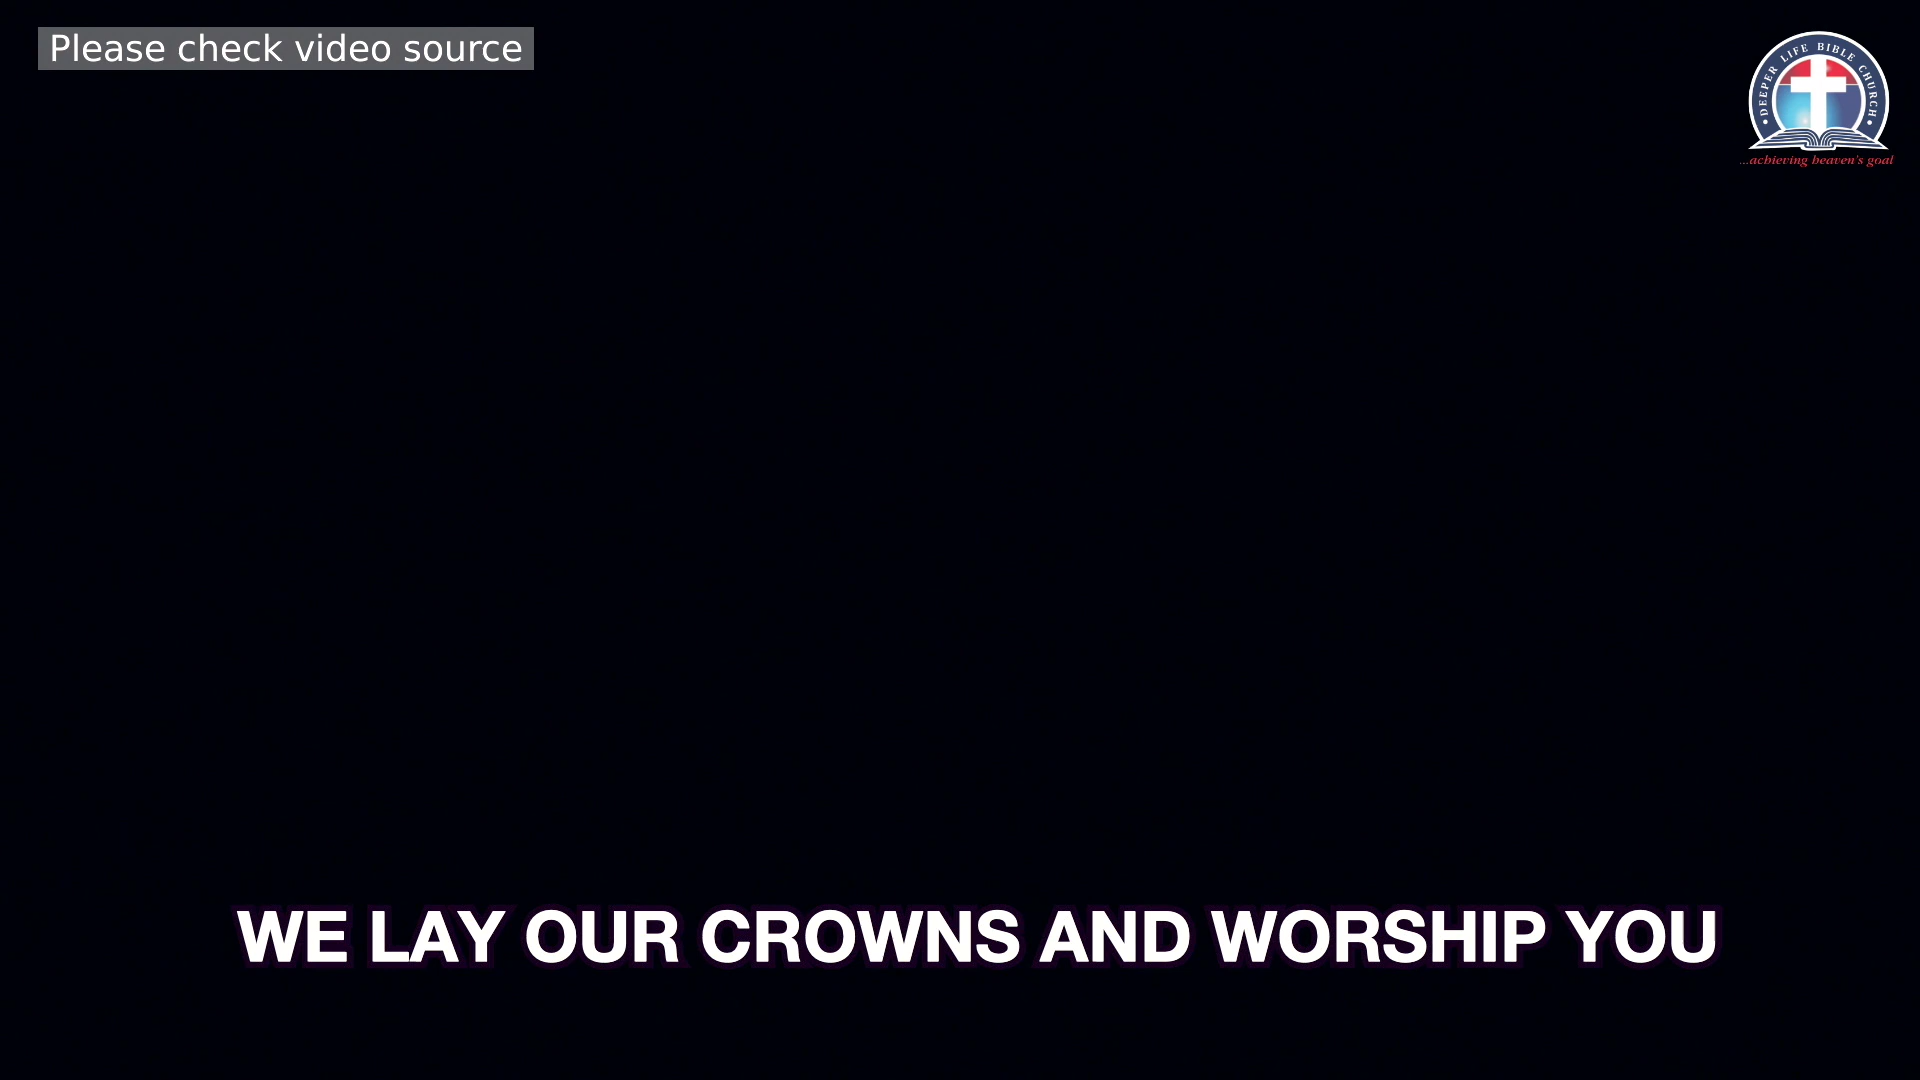 Please check video source
• DEEPER LIFE BIBLE CHURCH •
...achieving heaven's goal
WE LAY OUR CROWNS AND WORSHIP YOU